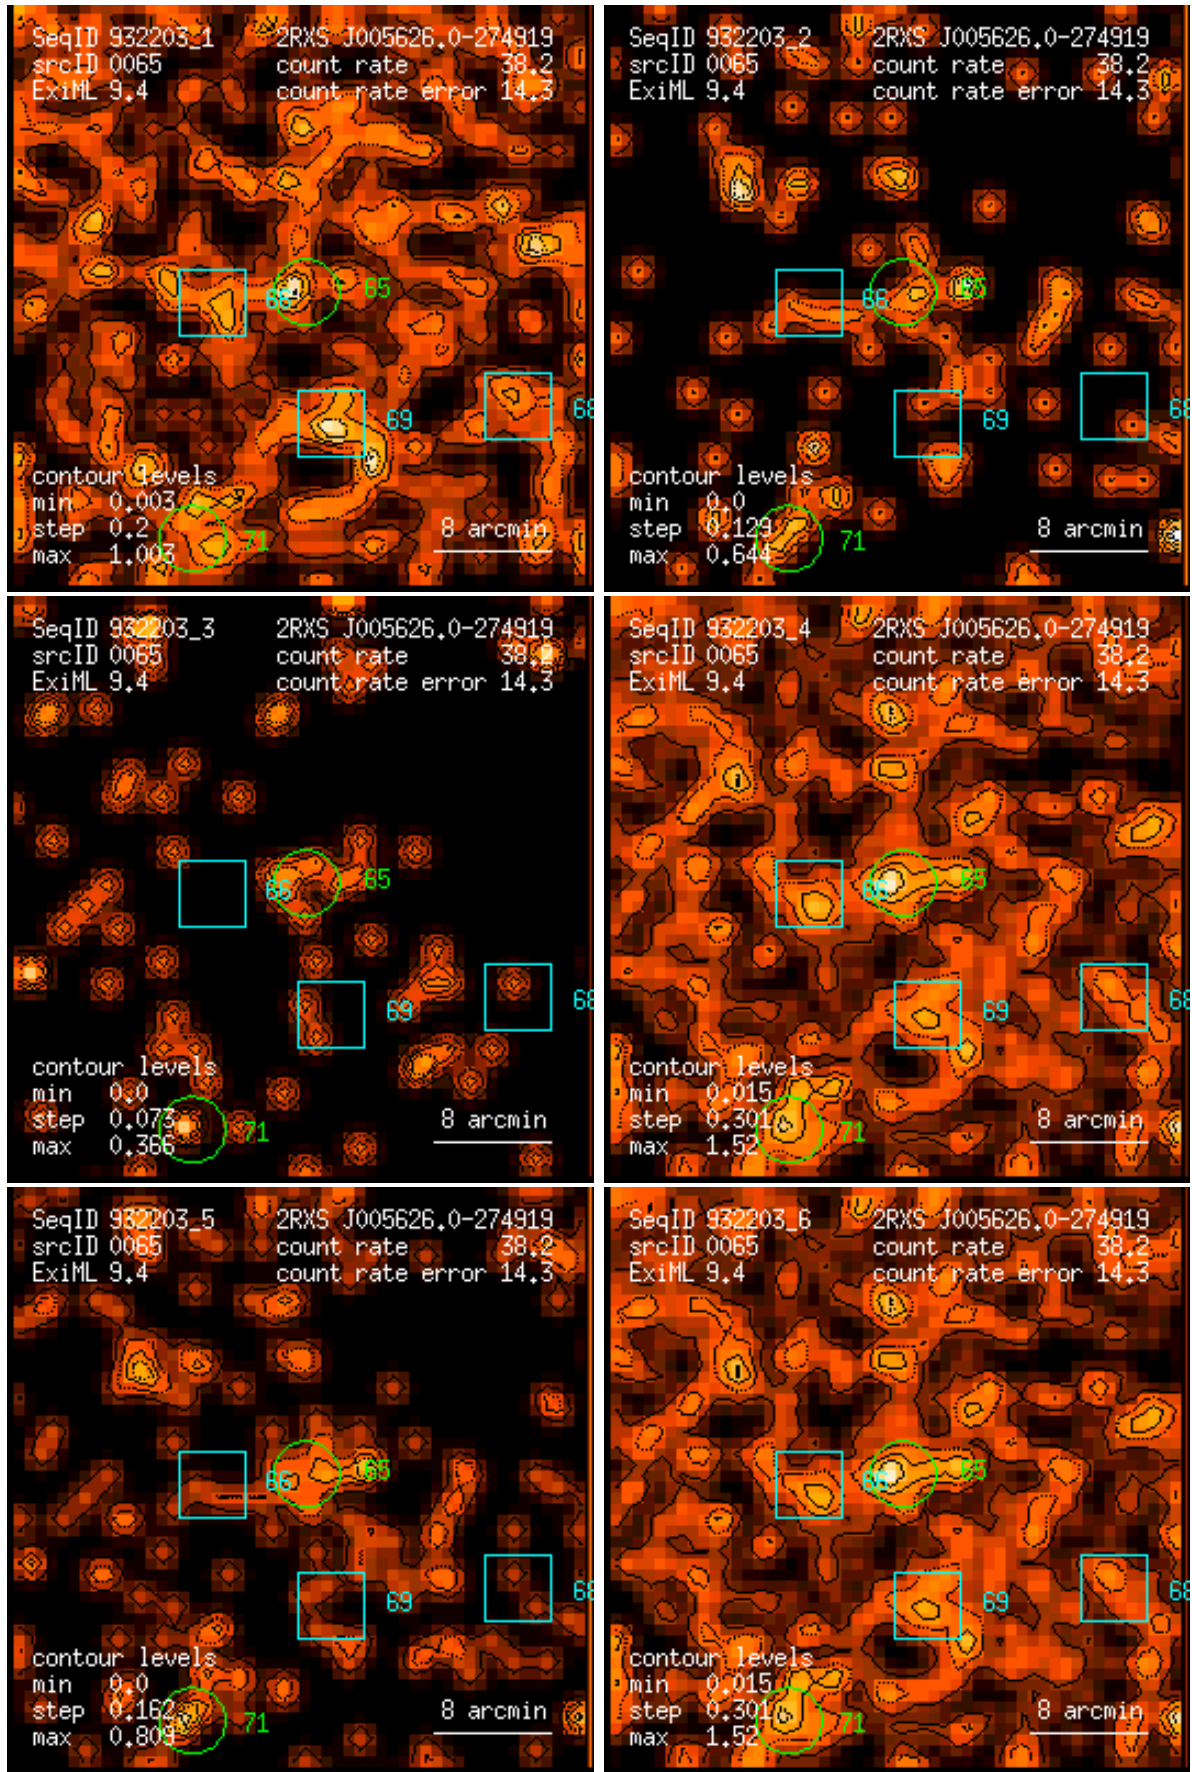 SeqID 932203_1 2RXS J005626.0-274919
srcID 0065 count rate 38.2
ExiML 9.4 count rate error 14.3
66 65
69 68
contour levels
min 0.003
step 0.2 8 arcmin
max 1.003 71
SeqID 932203_2 2RXS J005626.0-274919
srcID 0065 count rate 38.2
ExiML 9.4 count rate error 14.3
66 65
69 68
contour levels
min 0.0
step 0.129 8 arcmin
max 0.644 71
SeqID 932203_3 2RXS J005626.0-274919
srcID 0065 count rate 38.2
ExiML 9.4 count rate error 14.3
66 65
69 68
contour levels
min 0.0
step 0.073 8 arcmin
max 0.366 71
SeqID 932203_4 2RXS J005626.0-274919
srcID 0065 count rate 38.2
ExiML 9.4 count rate error 14.3
66 65
69 68
contour levels
min 0.015
step 0.301 8 arcmin
max 1.52 71
SeqID 932203_5 2RXS J005626.0-274919
srcID 0065 count rate 38.2
ExiML 9.4 count rate error 14.3
66 65
69 68
contour levels
min 0.0
step 0.162 8 arcmin
max 0.809 71
SeqID 932203_6 2RXS J005626.0-274919
srcID 0065 count rate 38.2
ExiML 9.4 count rate error 14.3
66 65
69 68
contour levels
min 0.015
step 0.301 8 arcmin
max 1.52 71